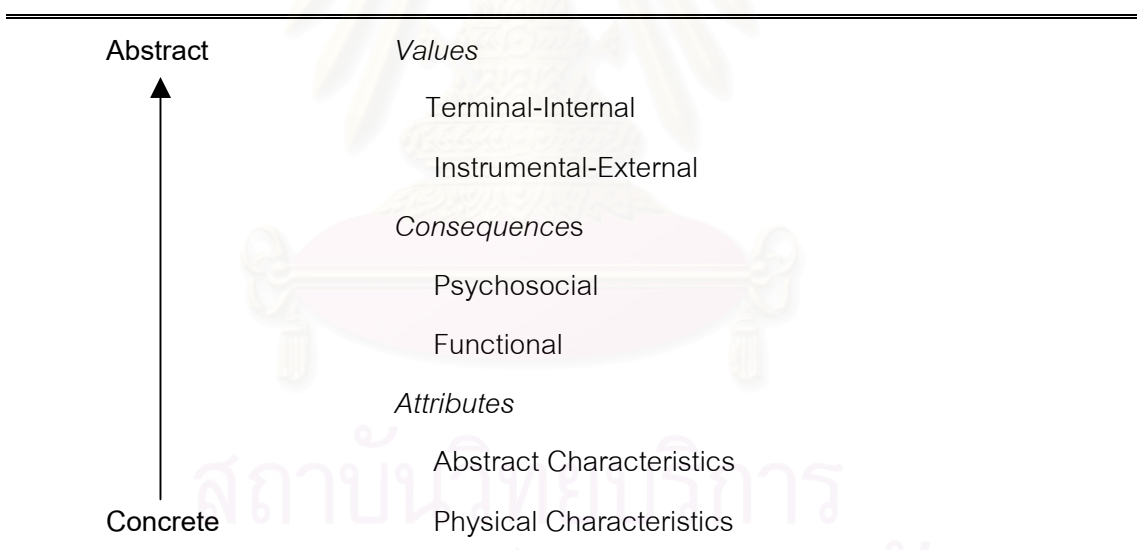 Abstract Values
Terminal-Internal
Instrumental-External
Consequences
Psychosocial
Functional
Attributes
Abstract Characteristics
สถาบันวิทยบริการ
Concrete Physical Characteristics